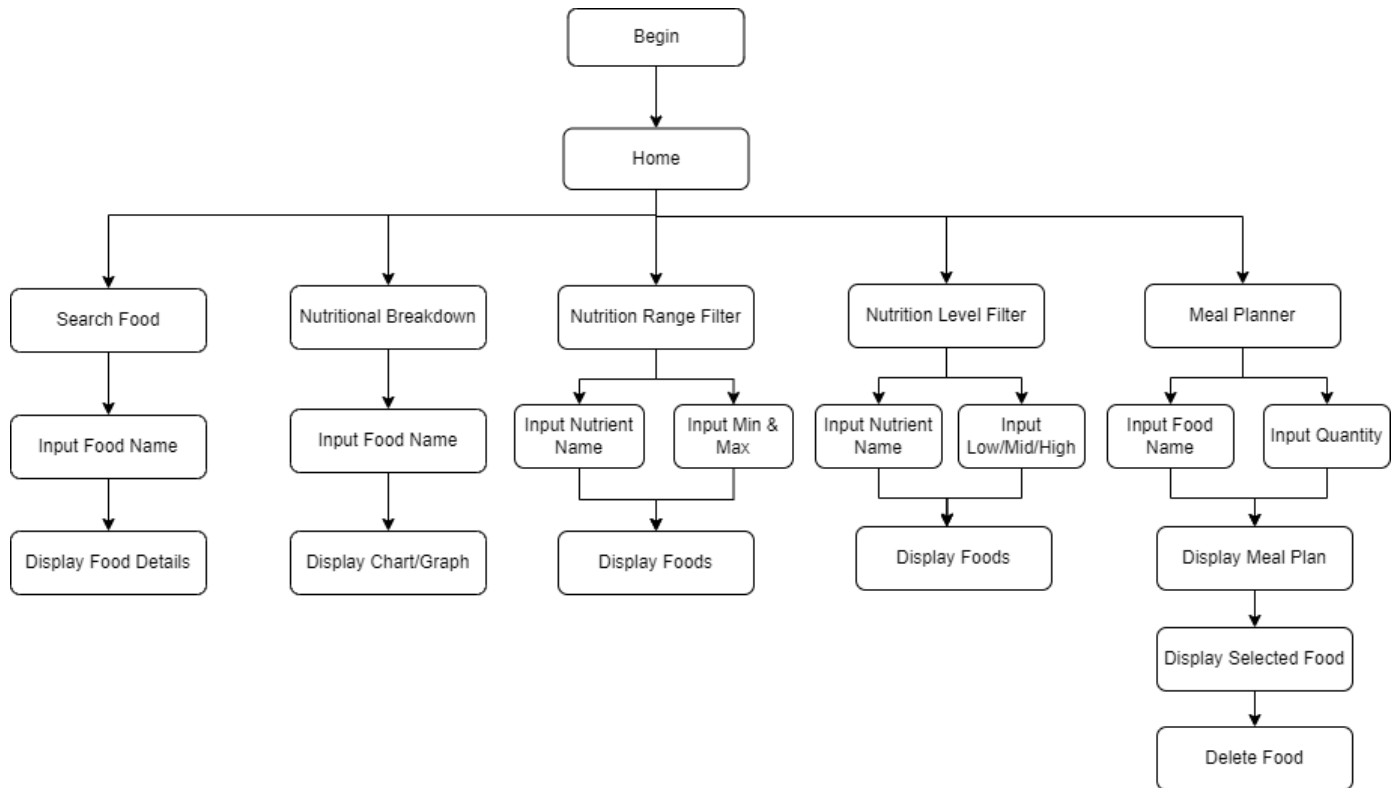 Begin
Home
Search Food
Nutritional Breakdown
Nutrition Range Filter
Nutrition Level Filter
Meal Planner
Input Food Name
Input Food Name
Input Nutrient
Name
Input Min &
Max
Input Nutrient
Name
Input
Low/Mid/High
Input Food
Name
Input Quantity
Display Food Details
Display Chart/Graph
Display Foods
Display Foods
Display Meal Plan
Display Selected Food
Delete Food